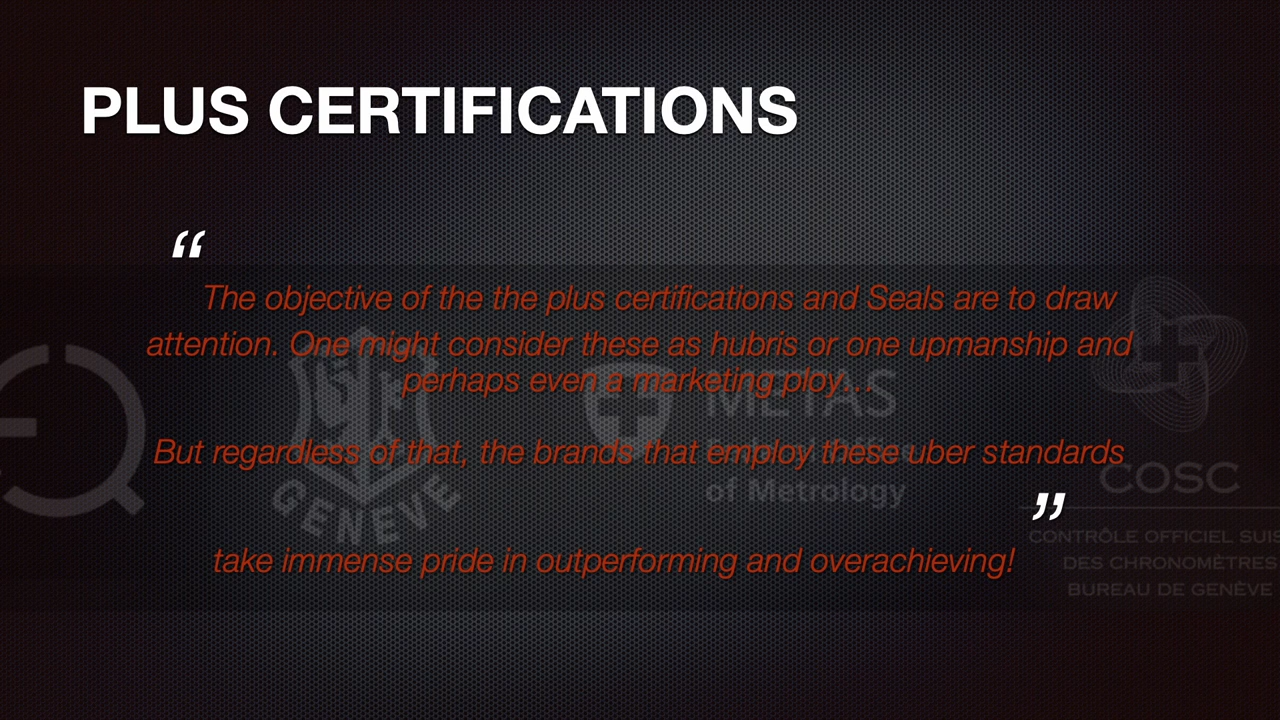 PLUS CERTIFICATIONS
“
The objective of the the plus certifications and Seals are to draw
attention. One might consider these as hubris or one upmanship and
perhaps even a marketing ploy…
But regardless of that, the brands that employ these uber standards
”
take immense pride in outperforming and overachieving!
GENEVE
METAS
of Metrology
COSC
CONTRÔLE OFFICIEL SUIS
DES CHRONOMÈTRES
BUREAU DE GENÈVE